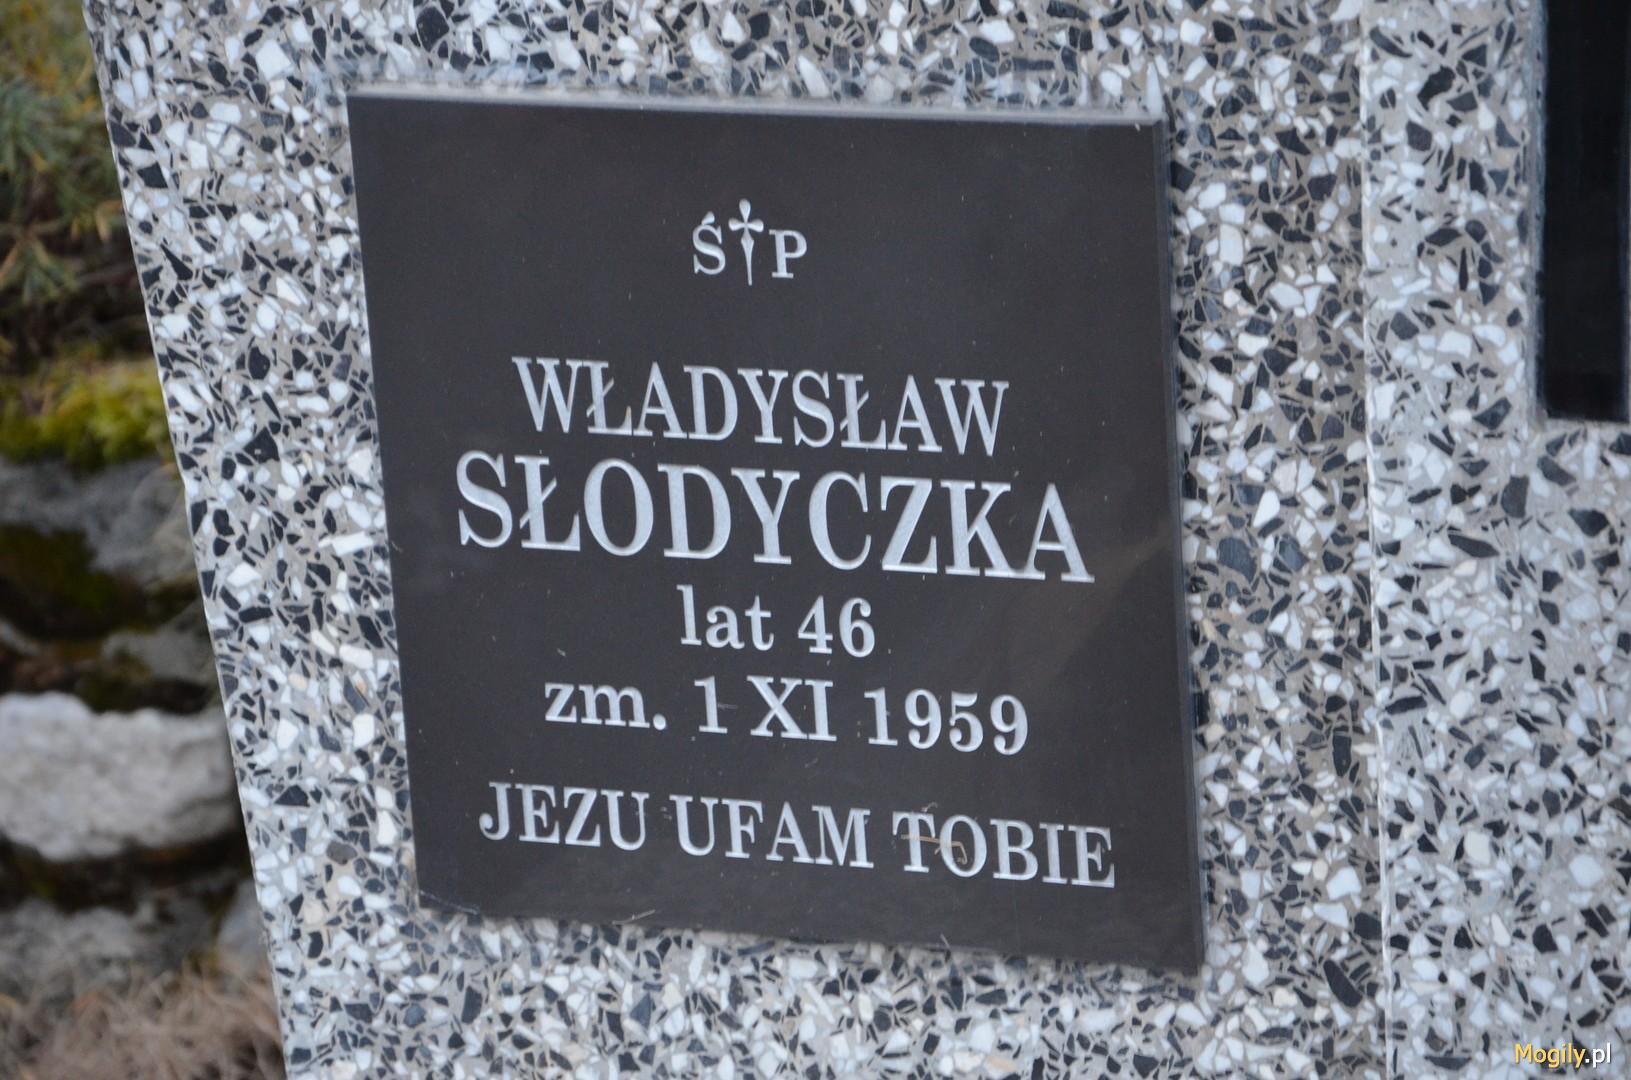 Ś†P
WŁADYSŁAW
SŁODYCZKA
lat 46
zm. 1 XI 1959
JEZU UFAM TOBIE
Mogily.pl